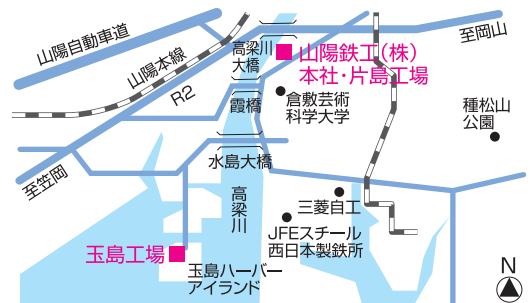 山陽自動車道
山陽本線
R2
高梁川
大橋
至岡山
山陽鉄工(株)
本社・片島工場
霞橋
倉敷芸術
科学大学
種松山
公園
水島大橋
至笠岡
高梁川
三菱自工
JFEスチール
西日本製鉄所
玉島工場
玉島ハーバー
アイランド
N